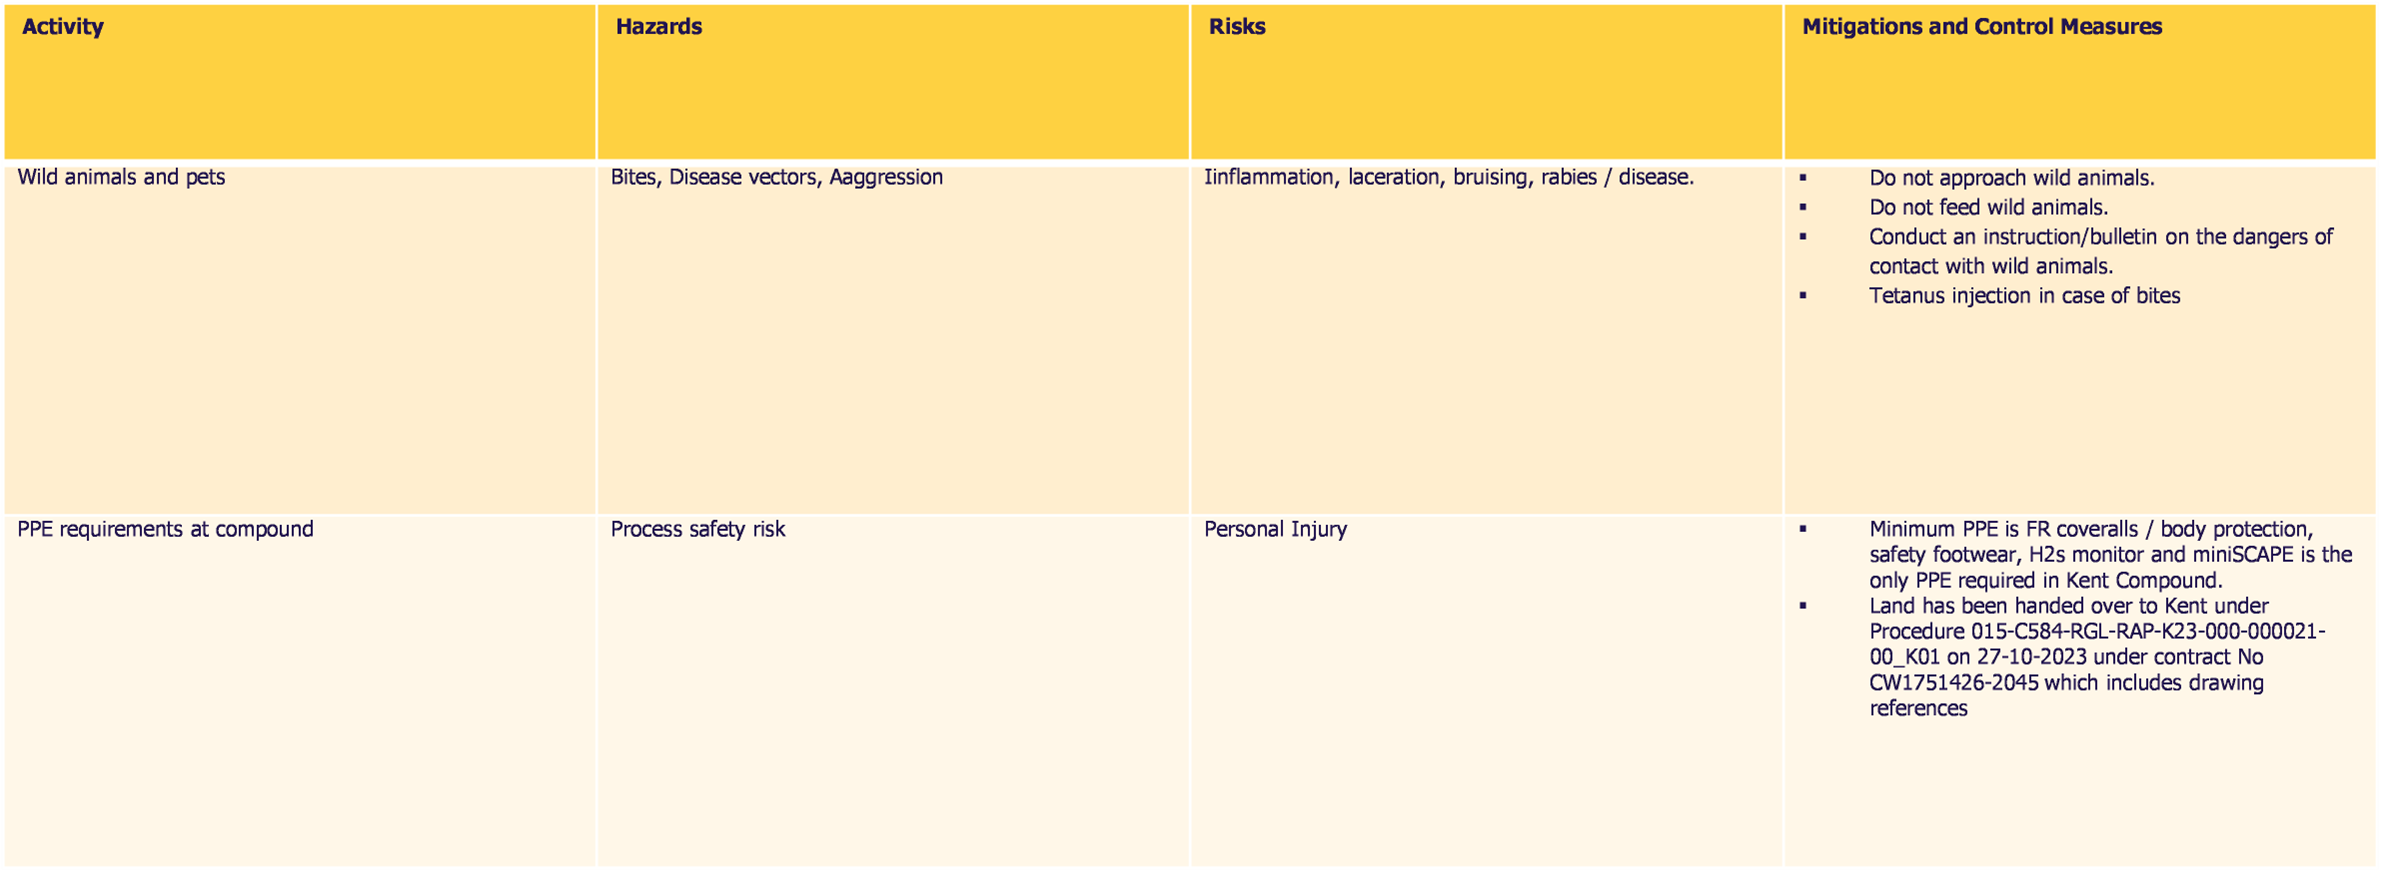 Activity
Hazards
Risks
Mitigations and Control Measures
Wild animals and pets
Bites, Disease vectors, Aaggression
Iinflammation, laceration, bruising, rabies / disease.
▪ Do not approach wild animals.
▪ Do not feed wild animals.
▪ Conduct an instruction/bulletin on the dangers of
contact with wild animals.
▪ Tetanus injection in case of bites
PPE requirements at compound
Process safety risk
Personal Injury
▪ Minimum PPE is FR coveralls / body protection,
safety footwear, H2s monitor and miniSCAPE is the
only PPE required in Kent Compound.
▪ Land has been handed over to Kent under
Procedure 015-C584-RGL-RAP-K23-000-000021-
00_K01 on 27-10-2023 under contract No
CW1751426-2045 which includes drawing
references